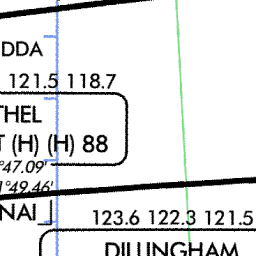 DDA
121.5 118.7
THEL
T (H) (H) 88
°47.09'
1°49.46'
NAI
123.6 122.3 121.5
DILLINGHAM